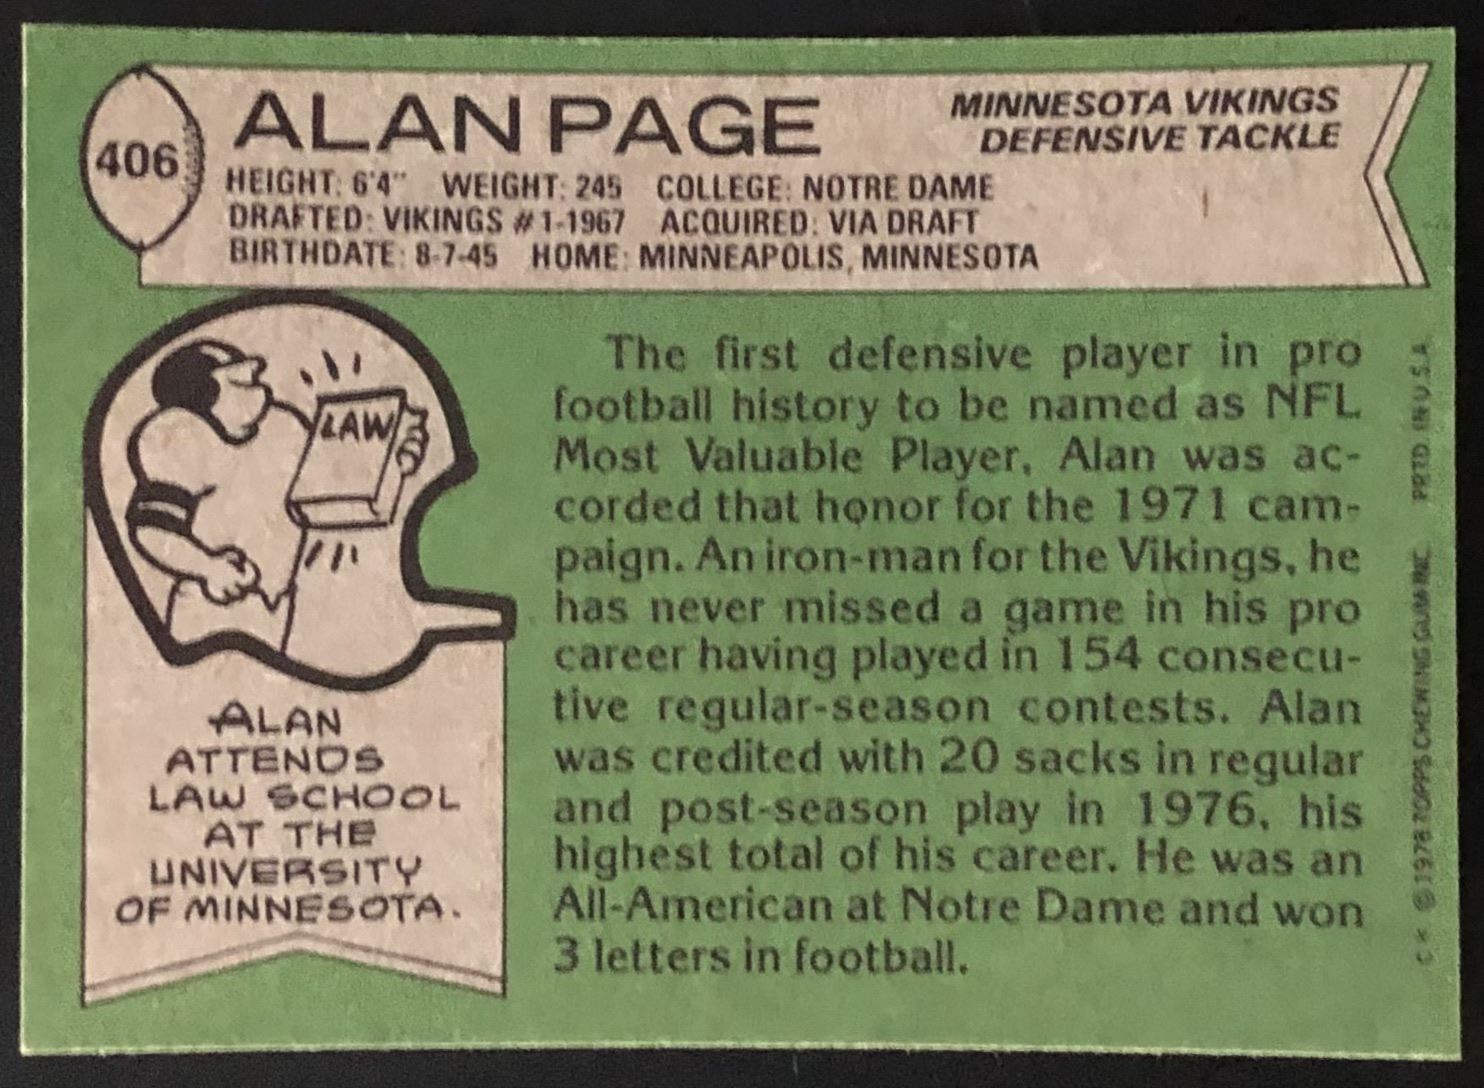 406
ALAN PAGE
MINNESOTA VIKINGS
DEFENSIVE TACKLE
HEIGHT: 6'4" WEIGHT: 245 COLLEGE: NOTRE DAME
DRAFTED: VIKINGS #1-1967 ACQUIRED: VIA DRAFT
BIRTHDATE: 8-7-45 HOME: MINNEAPOLIS, MINNESOTA
LAW
ALAN
ATTENDS
LAW SCHOOL
AT THE
UNIVERSITY
OF MINNESOTA.
The first defensive player in pro
football history to be named as NFL
Most Valuable Player, Alan was ac-
corded that honor for the 1971 cam-
paign. An iron-man for the Vikings, he
has never missed a game in his pro
career having played in 154 consecu-
tive regular-season contests. Alan
was credited with 20 sacks in regular
and post-season play in 1976, his
highest total of his career. He was an
All-American at Notre Dame and won
3 letters in football.
C* © 1978 TOPPS CHEWING GUM INC. PRTD. IN U.S.A.